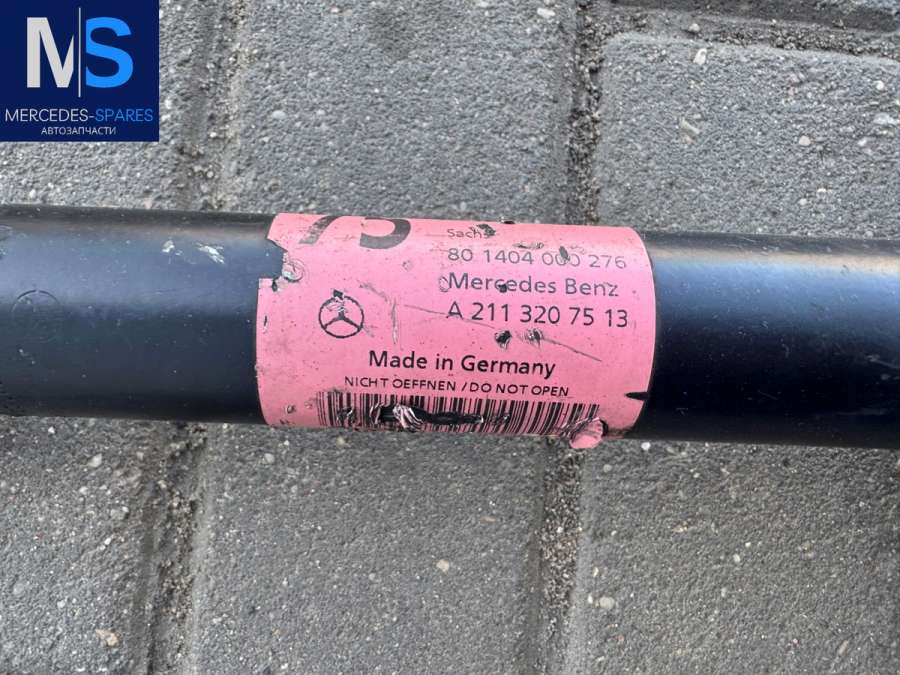 MS
MERCEDES-SPARES
АВТОЗАПЧАСТИ
Sachs
80 1404 000 276
Mercedes Benz
A 211 320 75 13
Made in Germany
NICHT OEFFNEN / DO NOT OPEN